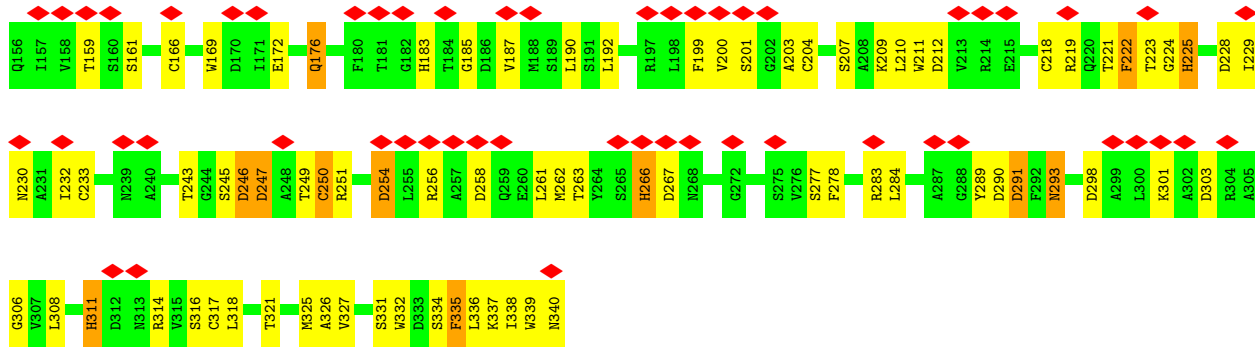 Q156 I157 V158 T159 S160 S161 C166 W169 D170 I171 E172 Q176 F180 T181 G182 H183 T184 G185 D186 V187 M188 S189 L190 S191 L192 R197 L198 F199 V200 S201 G202 A203 C204 S207 A208 K209 L210 W211 D212 V213 R214 E215 C218 R219 Q220 T221 F222 T223 G224 H225 D228 I229
N230 A231 I232 C233 N239 A240 T243 G244 S245 D246 D247 A248 T249 C250 R251 D254 L255 R256 A257 D258 Q259 E260 L261 M262 T263 Y264 S265 H266 D267 N268 G272 S275 V276 S277 F278 R283 L284 A287 G288 Y289 D290 D291 F292 N293 D298 A299 L300 K301 A302 D303 R304 A305
G306 V307 L308 H311 D312 N313 R314 V315 S316 C317 L318 T321 M325 A326 V327 S331 W332 D333 S334 F335 L336 K337 I338 W339 N340